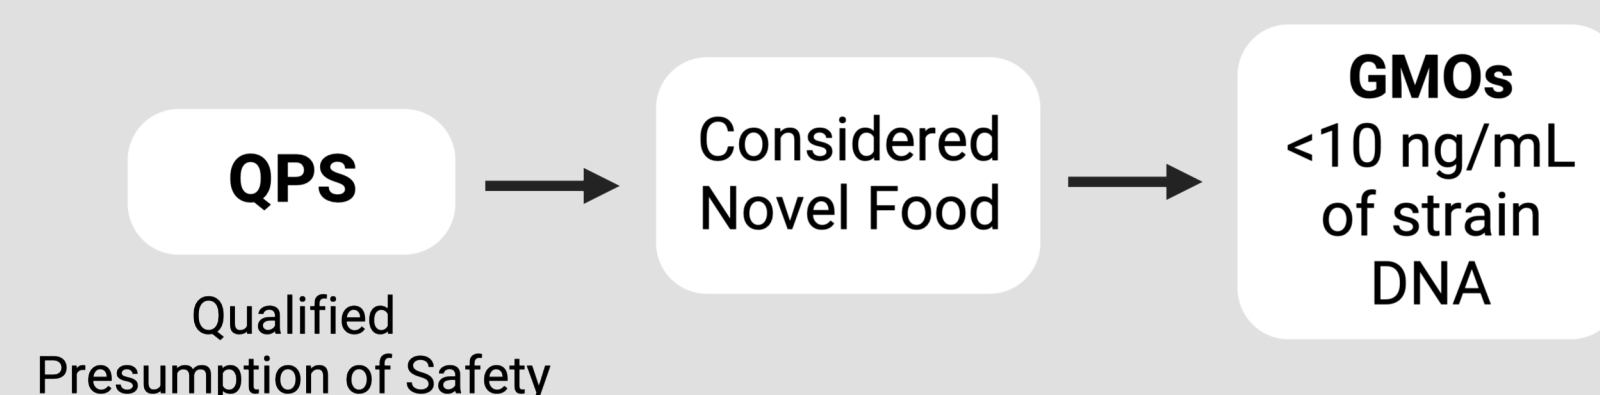 QPS
Qualified
Presumption of Safety
Considered
Novel Food
GMOs
<10 ng/mL
of strain
DNA